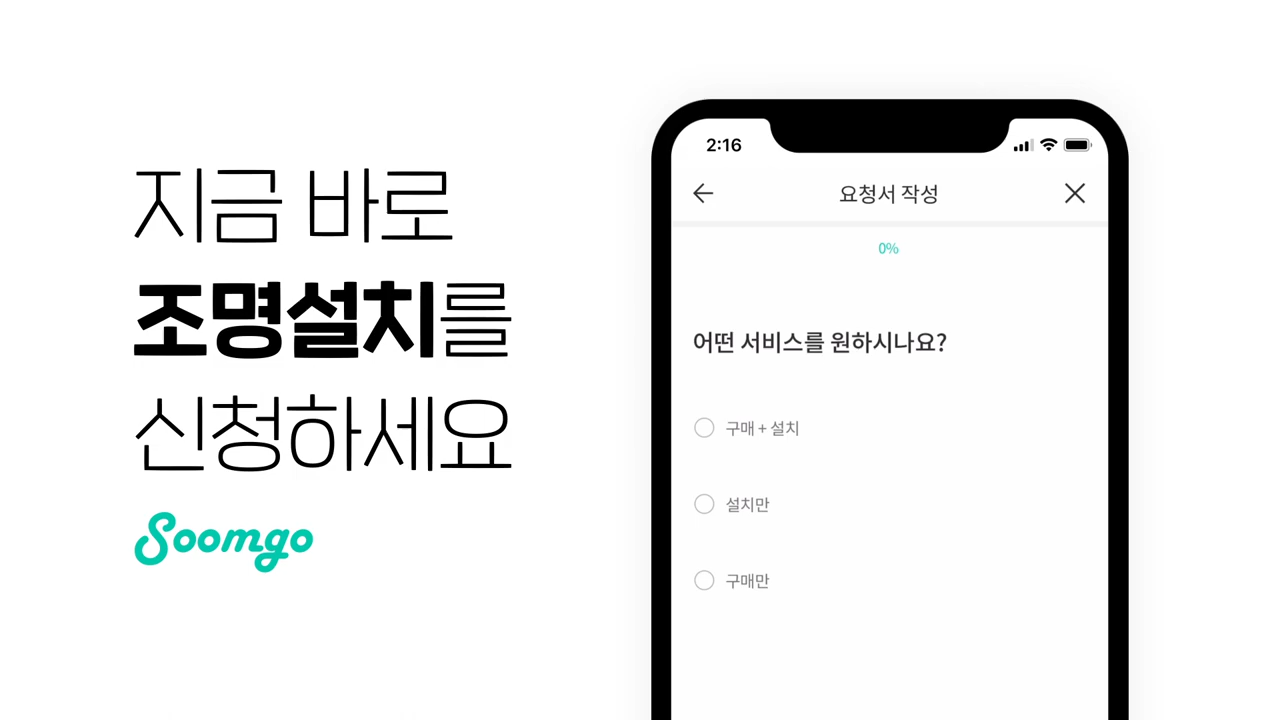 지금 바로
조명설치를
신청하세요
Soomgo
2:16
요청서 작성
0%
어떤 서비스를 원하시나요?
구매 + 설치
설치만
구매만